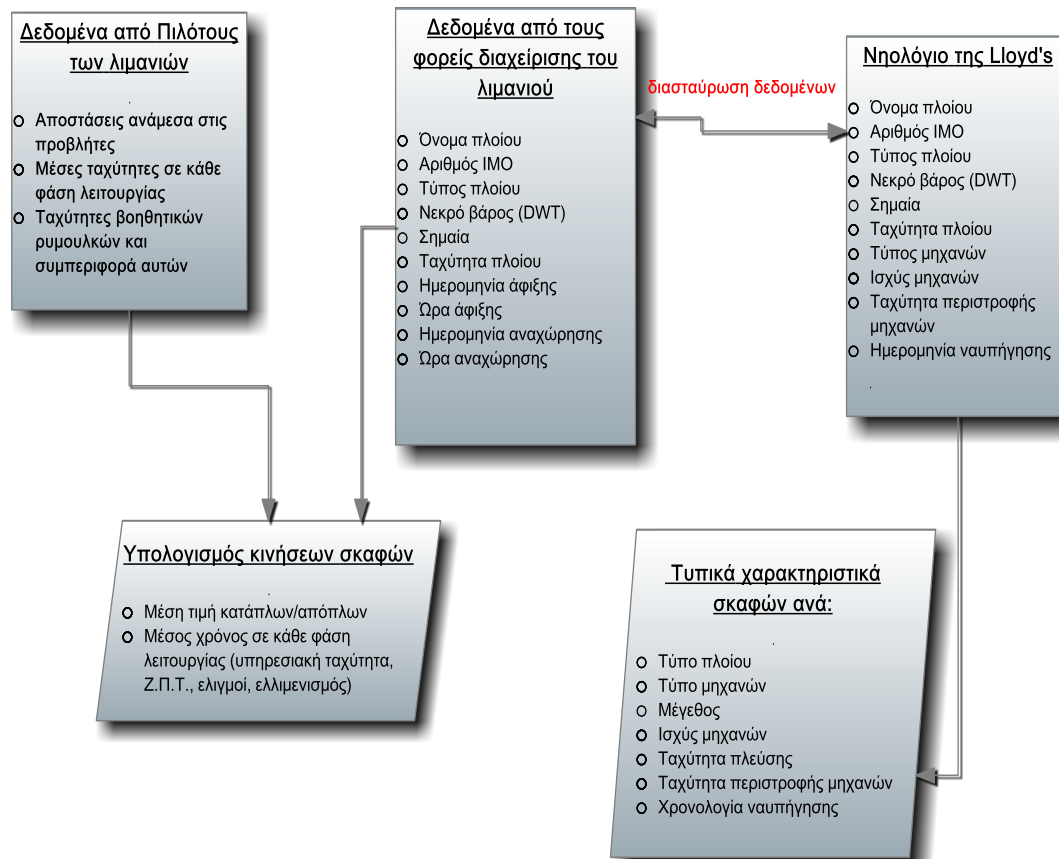 Δεδομένα από Πιλότους
των λιμανιών
Αποστάσεις ανάμεσα στις
προβλήτες
Μέσες ταχύτητες σε κάθε
φάση λειτουργίας
Ταχύτητες βοηθητικών
ρυμουλκών και
συμπεριφορά αυτών
Δεδομένα από τους
φορείς διαχείρισης του
λιμανιού
Όνομα πλοίου
Αριθμός ΙΜΟ
Τύπος πλοίου
Νεκρό βάρος (DWT)
Σημαία
Ταχύτητα πλοίου
Ημερομηνία άφιξης
Ώρα άφιξης
Ημερομηνία αναχώρησης
Ώρα αναχώρησης
διασταύρωση δεδομένων
Νηολόγιο της Lloyd's
Όνομα πλοίου
Αριθμός ΙΜΟ
Τύπος πλοίου
Νεκρό βάρος (DWT)
Σημαία
Ταχύτητα πλοίου
Τύπος μηχανών
Ισχύς μηχανών
Ταχύτητα περιστροφής
μηχανών
Ημερομηνία ναυπήγησης
Υπολογισμός κινήσεων σκαφών
Μέση τιμή κατάπλων/απόπλων
Μέσος χρόνος σε κάθε φάση
λειτουργίας (υπηρεσιακή ταχύτητα,
Ζ.Π.Τ., ελιγμοί, ελλιμενισμός)
Τυπικά χαρακτηριστικά
σκαφών ανά:
Τύπο πλοίου
Τύπο μηχανών
Μέγεθος
Ισχύς μηχανών
Ταχύτητα πλεύσης
Ταχύτητα περιστροφής μηχανών
Χρονολογία ναυπήγησης